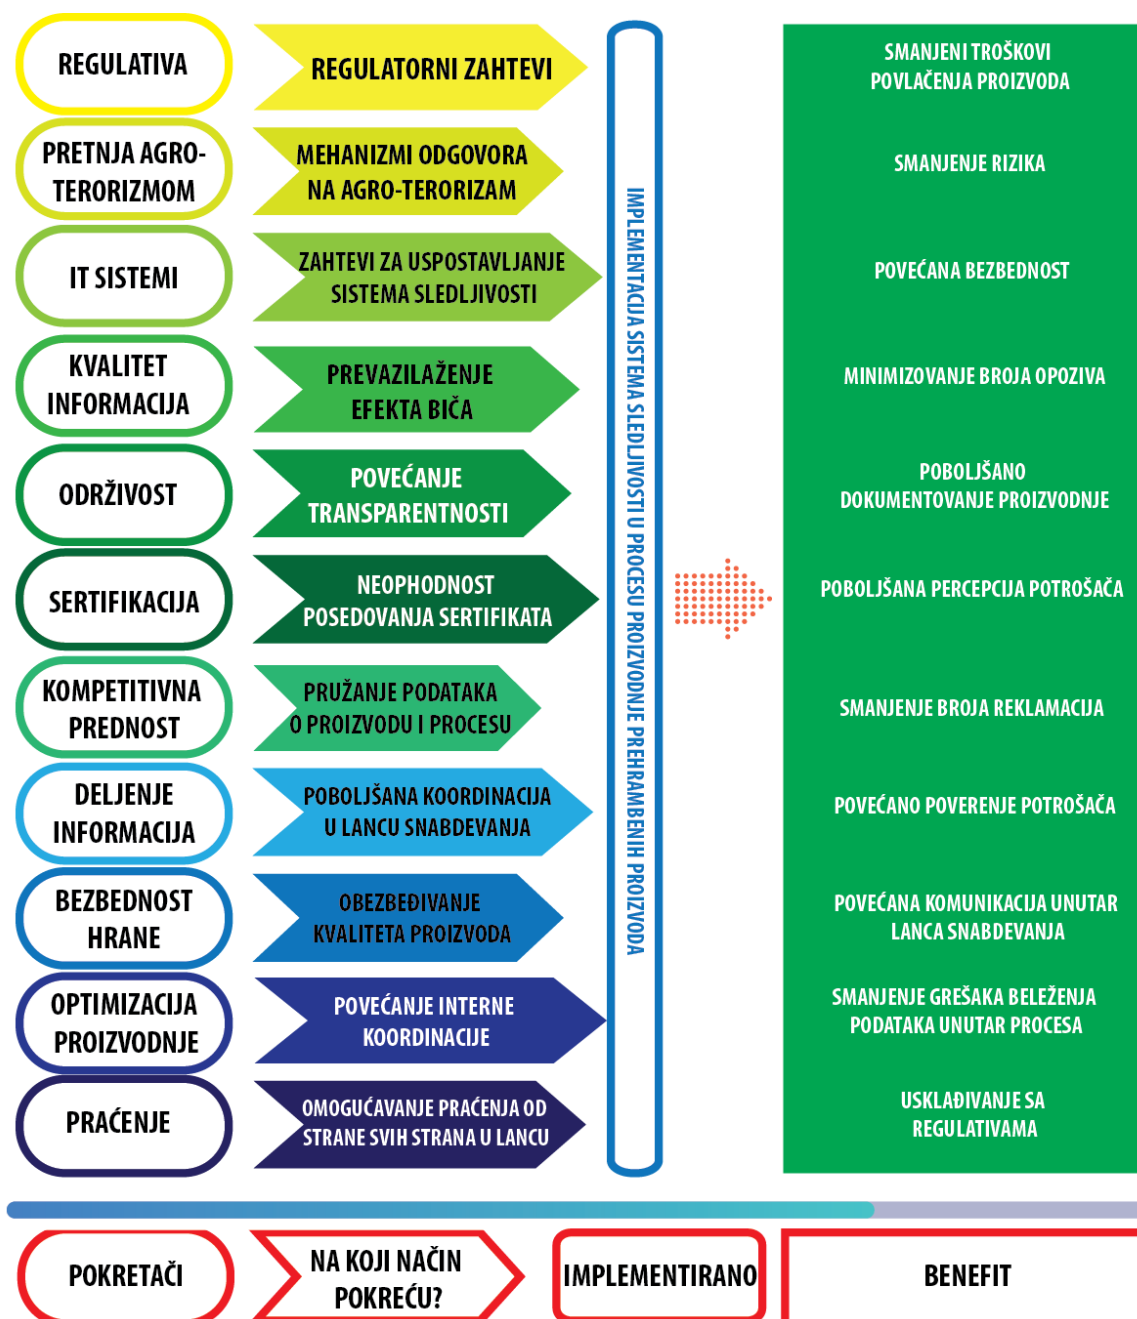 REGULATIVA
REGULATORNI ZAHTEVI
PRETNJA AGRO-
TERORIZMOM
MEHANIZMI ODGOVORA
NA AGRO-TERORIZAM
IT SISTEMI
ZAHTEVI ZA USPOSTAVLJANJE
SISTEMA SLEDLJIVOSTI
KVALITET
INFORMACIJA
PREVAZILAŽENJE
EFEKTA BIČA
ODRŽIVOST
POVEĆANJE
TRANSPARENTNOSTI
SERTIFIKACIJA
NEOPHODNOST
POSEDOVANJA SERTIFIKATA
KOMPETITIVNA
PREDNOST
PRUŽANJE PODATAKA
O PROIZVODU I PROCESU
DELJENJE
INFORMACIJA
POBOLJŠANA KOORDINACIJA
U LANCU SNABDEVANJA
BEZBEDNOST
HRANE
OBEZBEĐIVANJE
KVALITETA PROIZVODA
OPTIMIZACIJA
PROIZVODNJE
POVEĆANJE INTERNE
KOORDINACIJE
PRAĆENJE
OMOGUĆAVANJE PRAĆENJA OD
STRANE SVIH STRANA U LANCU
IMPLEMENTACIJA SISTEMA SLEDLJIVOSTI U PROCESU PROIZVODNJE PREHRAMBENIH PROIZVODA
SMANJENI TROŠKOVI
POVLAČENJA PROIZVODA
SMANJENJE RIZIKA
POVEĆANA BEZBEDNOST
MINIMIZOVANJE BROJA OPOZIVA
POBOLJŠANO
DOKUMENTOVANJE PROIZVODNJE
POBOLJŠANA PERCEPCIJA POTROŠAČA
SMANJENJE BROJA REKLAMACIJA
POVEĆANO POVERENJE POTROŠAČA
POVEĆANA KOMUNIKACIJA UNUTAR
LANCA SNABDEVANJA
SMANJENJE GREŠAKA BELEŽENJA
PODATAKA UNUTAR PROCESA
USKLAĐIVANJE SA
REGULATIVAMA
POKRETAČI
NA KOJI NAČIN
POKREĆU?
IMPLEMENTIRANO
BENEFIT